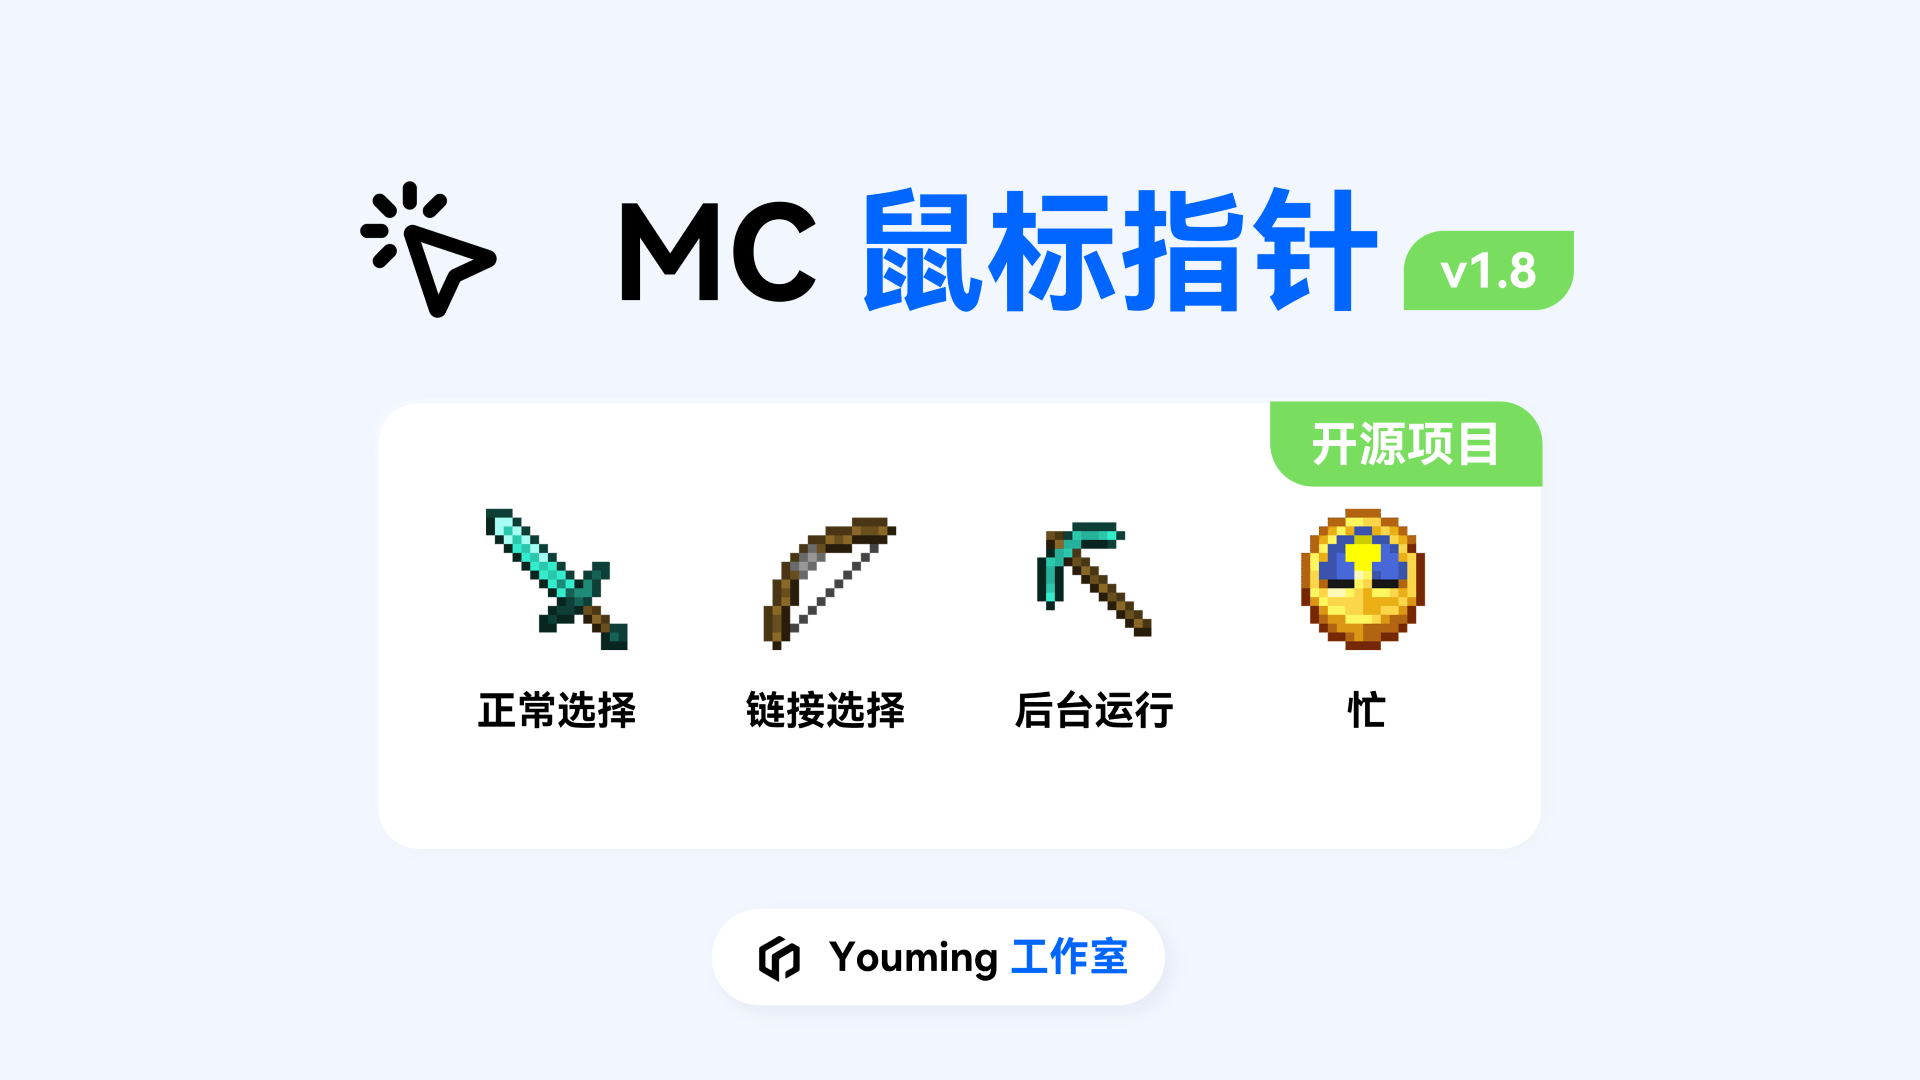 MC 鼠标指针
v1.8
开源项目
正常选择
链接选择
后台运行
忙
Youming 工作室